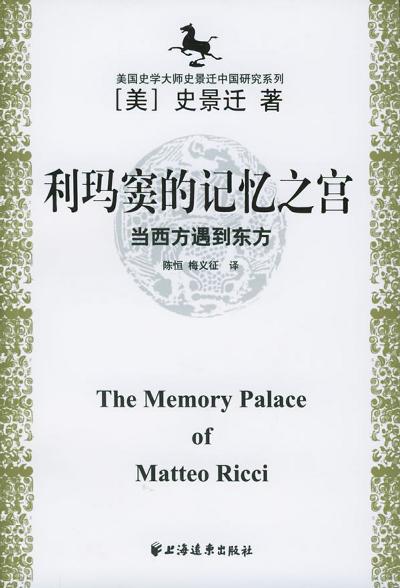 美国史学大师史景迁中国研究系列
[美] 史景迁 著
利玛窦的记忆之宫
当西方遇到东方
陈恒 梅义征 译
The Memory Palace
of
Matteo Ricci
上海远东出版社